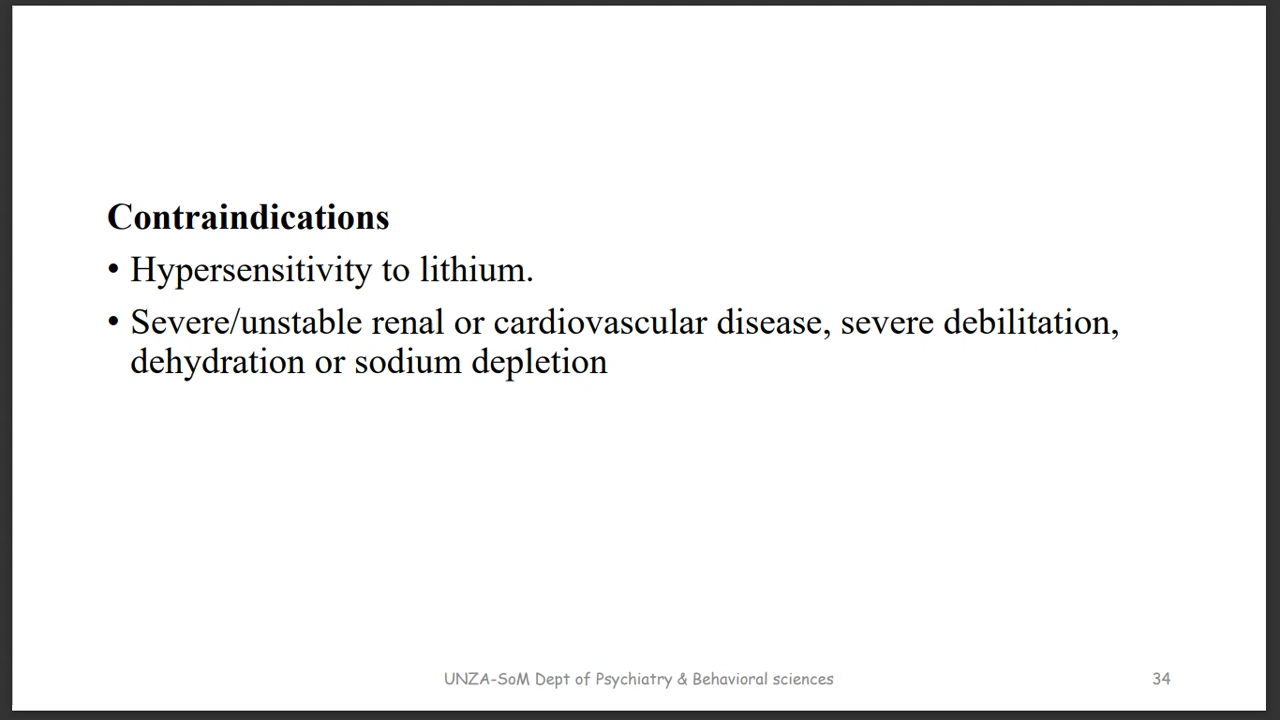 Contraindications
• Hypersensitivity to lithium.
• Severe/unstable renal or cardiovascular disease, severe debilitation,
dehydration or sodium depletion
UNZA-SoM Dept of Psychiatry & Behavioral sciences
34